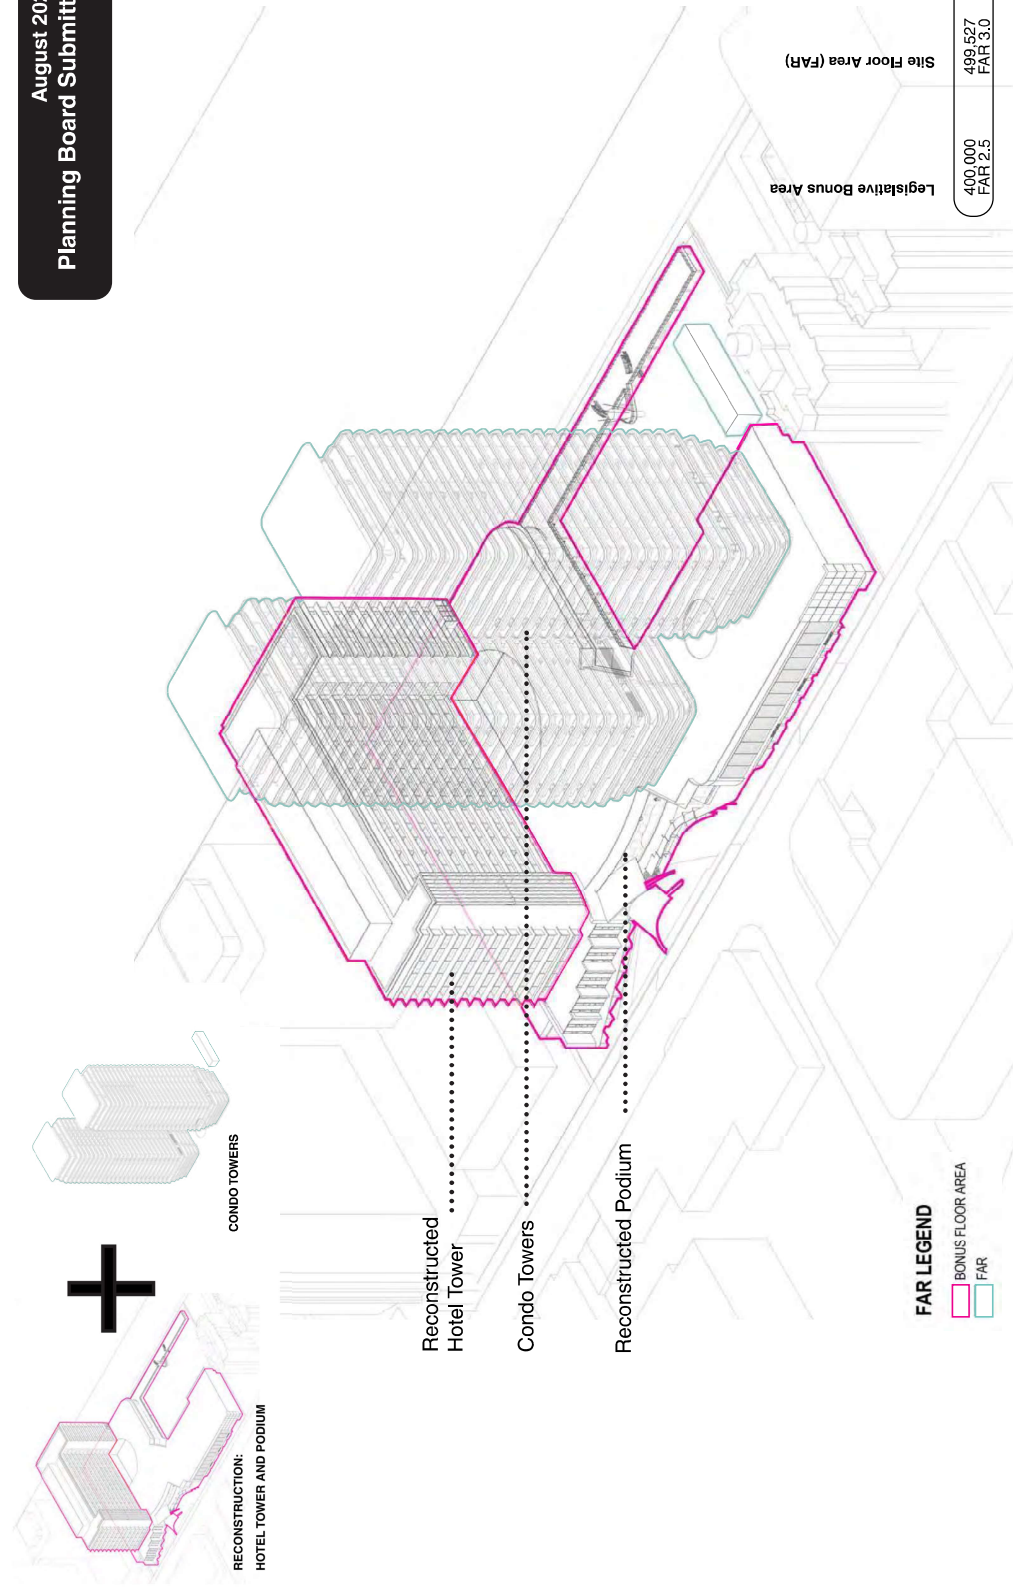 August 20
Planning Board Submitt
CONDO TOWERS
RECONSTRUCTION:
HOTEL TOWER AND PODIUM
Reconstructed
Hotel Tower
Condo Towers
Reconstructed Podium
Legislative Bonus Area
Site Floor Area (FAR)
400,000
FAR 2.5
499,527
FAR 3.0
FAR LEGEND
BONUS FLOOR AREA
FAR